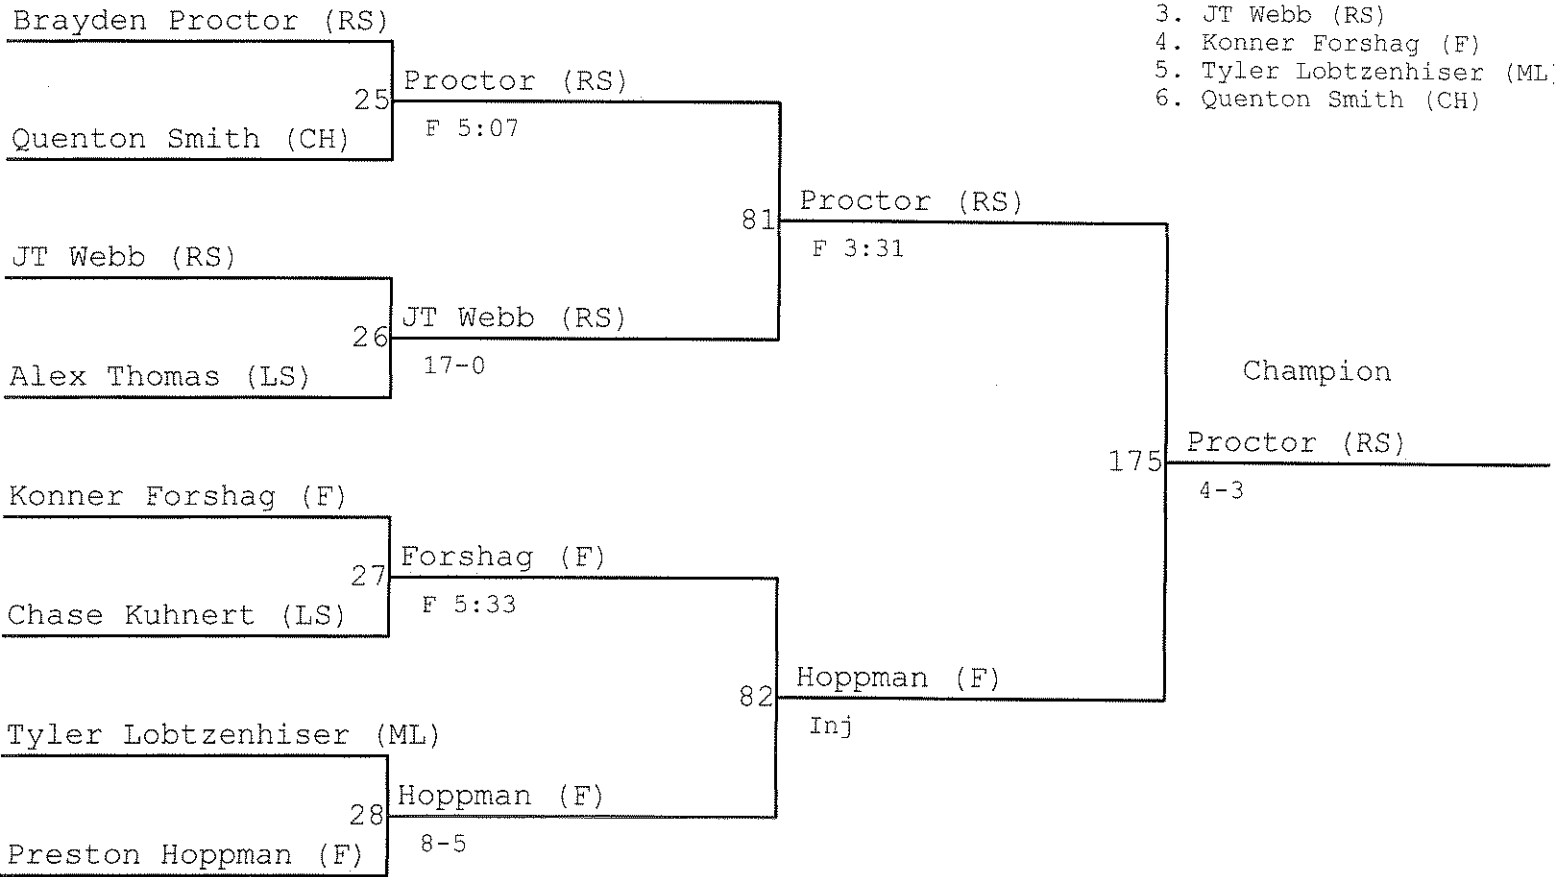 Brayden Proctor (RS)
25
Proctor (RS)
F 5:07
Quenton Smith (CH)
81
Proctor (RS)
F 3:31
JT Webb (RS)
26
JT Webb (RS)
17-0
Alex Thomas (LS)
Konner Forshag (F)
27
Forshag (F)
F 5:33
Chase Kuhnert (LS)
82
Hoppman (F)
Inj
Tyler Lobtzenhiser (ML)
28
Hoppman (F)
8-5
Preston Hoppman (F)
175
Champion
Proctor (RS)
4-3
3. JT Webb (RS)
4. Konner Forshag (F)
5. Tyler Lobtzenhiser (ML)
6. Quenton Smith (CH)